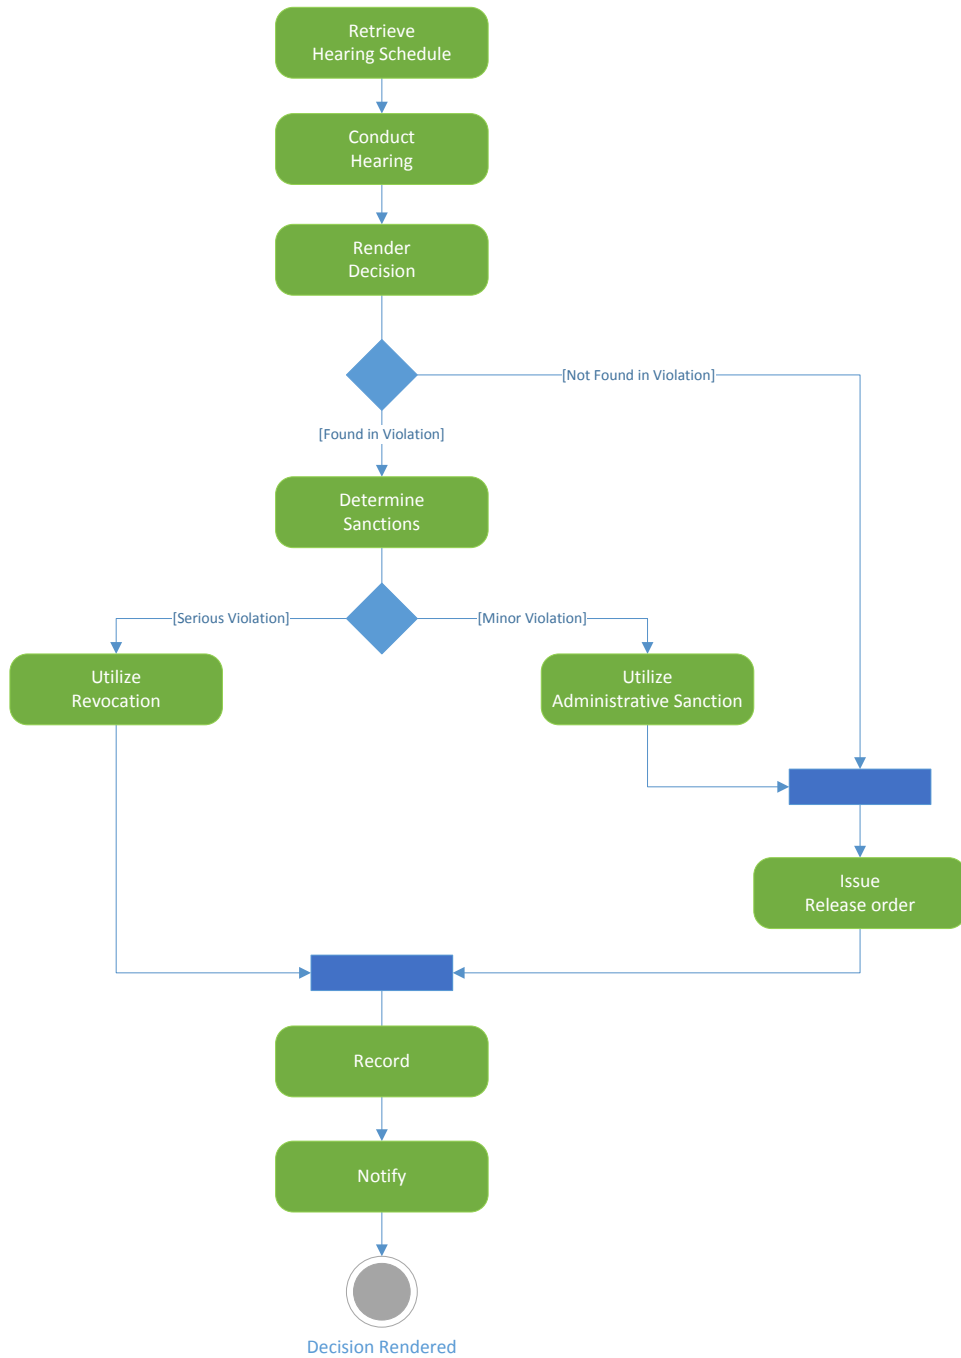 Retrieve
Hearing Schedule
Conduct
Hearing
Render
Decision
[Not Found in Violation]
[Found in Violation]
Determine
Sanctions
[Serious Violation]
[Minor Violation]
Utilize
Revocation
Utilize
Administrative Sanction
Issue
Release order
Record
Notify
Decision Rendered